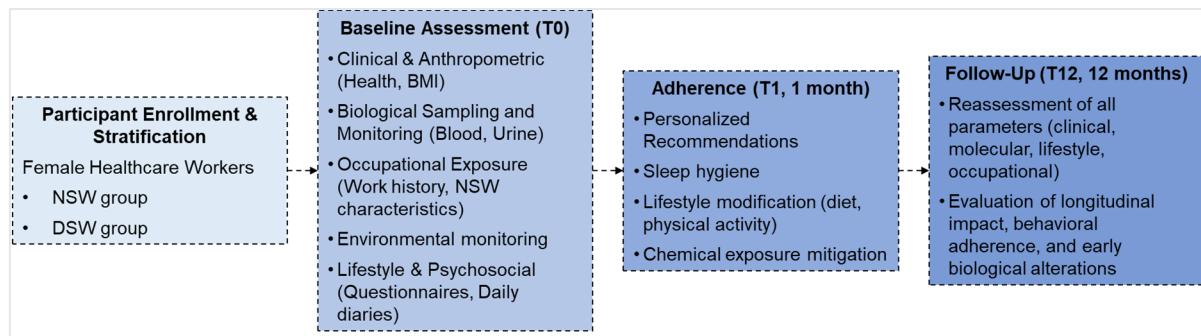 Participant Enrollment &
Stratification
Female Healthcare Workers
• NSW group
• DSW group
Baseline Assessment (T0)
• Clinical & Anthropometric
(Health, BMI)
• Biological Sampling and
Monitoring (Blood, Urine)
• Occupational Exposure
(Work history, NSW
characteristics)
• Environmental monitoring
• Lifestyle & Psychosocial
(Questionnaires, Daily
diaries)
Adherence (T1, 1 month)
• Personalized
Recommendations
• Sleep hygiene
• Lifestyle modification (diet,
physical activity)
• Chemical exposure mitigation
Follow-Up (T12, 12 months)
• Reassessment of all
parameters (clinical,
molecular, lifestyle,
occupational)
• Evaluation of longitudinal
impact, behavioral
adherence, and early
biological alterations